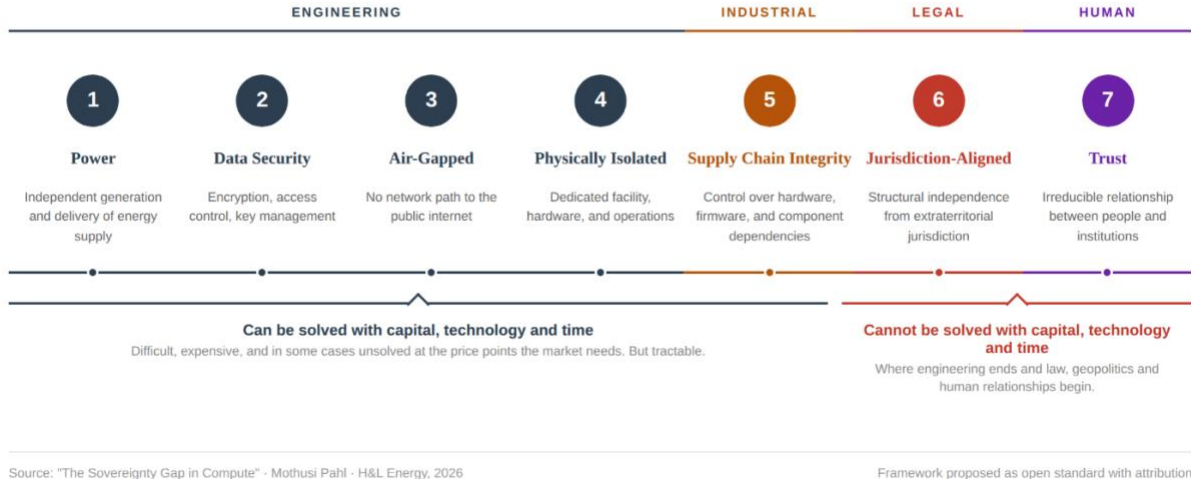 ENGINEERING
INDUSTRIAL
LEGAL
HUMAN
1
2
3
4
5
6
7
Power
Data Security
Air-Gapped
Physically Isolated
Supply Chain Integrity
Jurisdiction-Aligned
Trust
Independent generation
and delivery of energy
supply
Encryption, access
control, key management
No network path to the
public internet
Dedicated facility,
hardware, and operations
Control over hardware,
firmware, and component
dependencies
Structural independence
from extraterritorial
jurisdiction
Irreducible relationship
between people and
institutions
Can be solved with capital, technology and time
Difficult, expensive, and in some cases unsolved at the price points the market needs. But tractable.
Cannot be solved with capital, technology
and time
Where engineering ends and law, geopolitics and
human relationships begin.
Source: "The Sovereignty Gap in Compute" · Mothusi Pahl · H&L Energy, 2026
Framework proposed as open standard with attribution